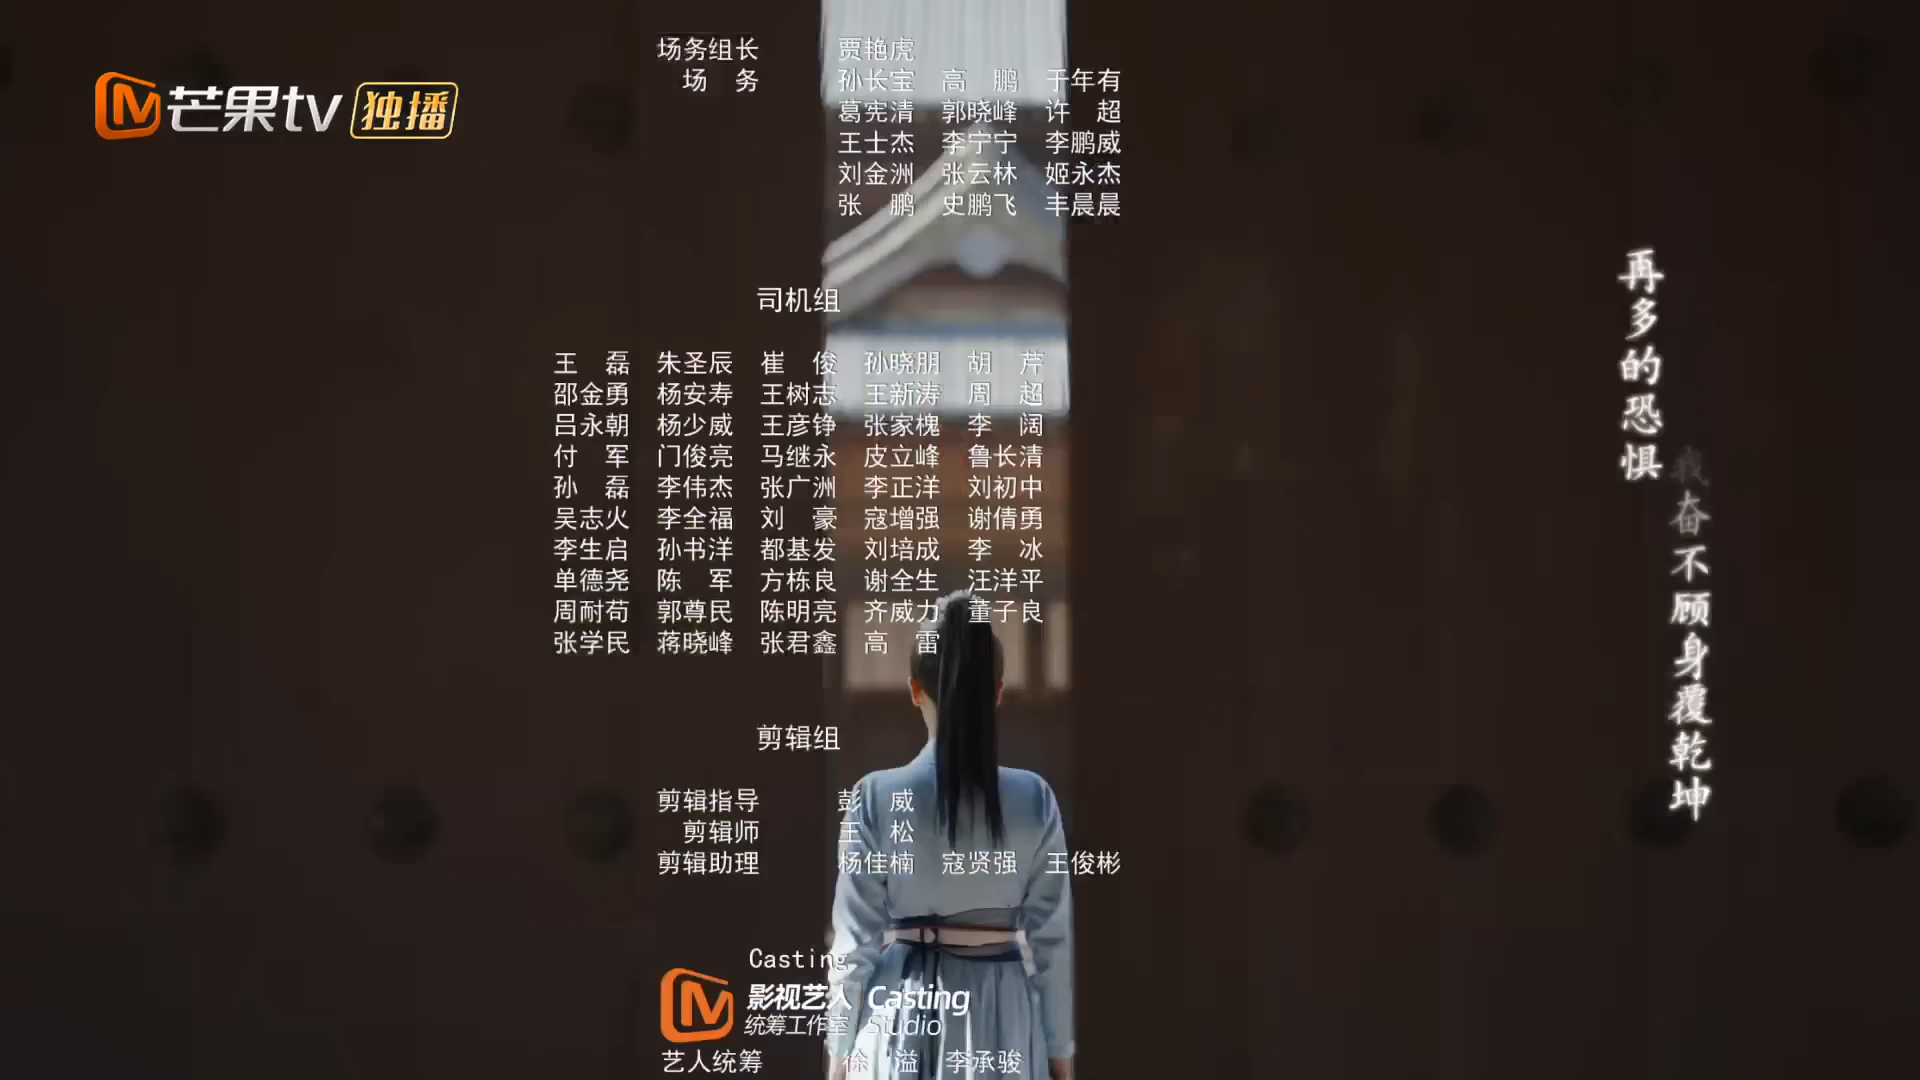 芒果tv 独播
场务组长 贾艳虎
场 务 孙长宝 高 鹏 于年有
葛宪清 郭晓峰 许 超
王士杰 李宁宁 李鹏威
刘金洲 张云林 姬永杰
张 鹏 史鹏飞 丰晨晨
司机组
王 磊 朱圣辰 崔 俊 孙晓朋 胡 芹
邵金勇 杨安寿 王树志 王新涛 周 超
吕永朝 杨少威 王彦铮 张家槐 李 阔
付 军 门俊亮 马继永 皮立峰 鲁长清
孙 磊 李伟杰 张广洲 李正洋 刘初中
吴志火 李全福 刘 豪 寇增强 谢倩勇
李生启 孙书洋 都基发 刘培成 李 冰
单德尧 陈 军 方栋良 谢全生 汪洋平
周耐苟 郭尊民 陈明亮 齐威力 董子良
张学民 蒋晓峰 张君鑫 高 雷
剪辑组
剪辑指导 彭 威
剪辑师 王 松
剪辑助理 杨佳楠 寇贤强 王俊彬
Casting
影视艺人 Casting
统筹工作室 Studio
艺人统筹 徐 溢 李承骏
再多的恐惧
我奋不顾身覆乾坤